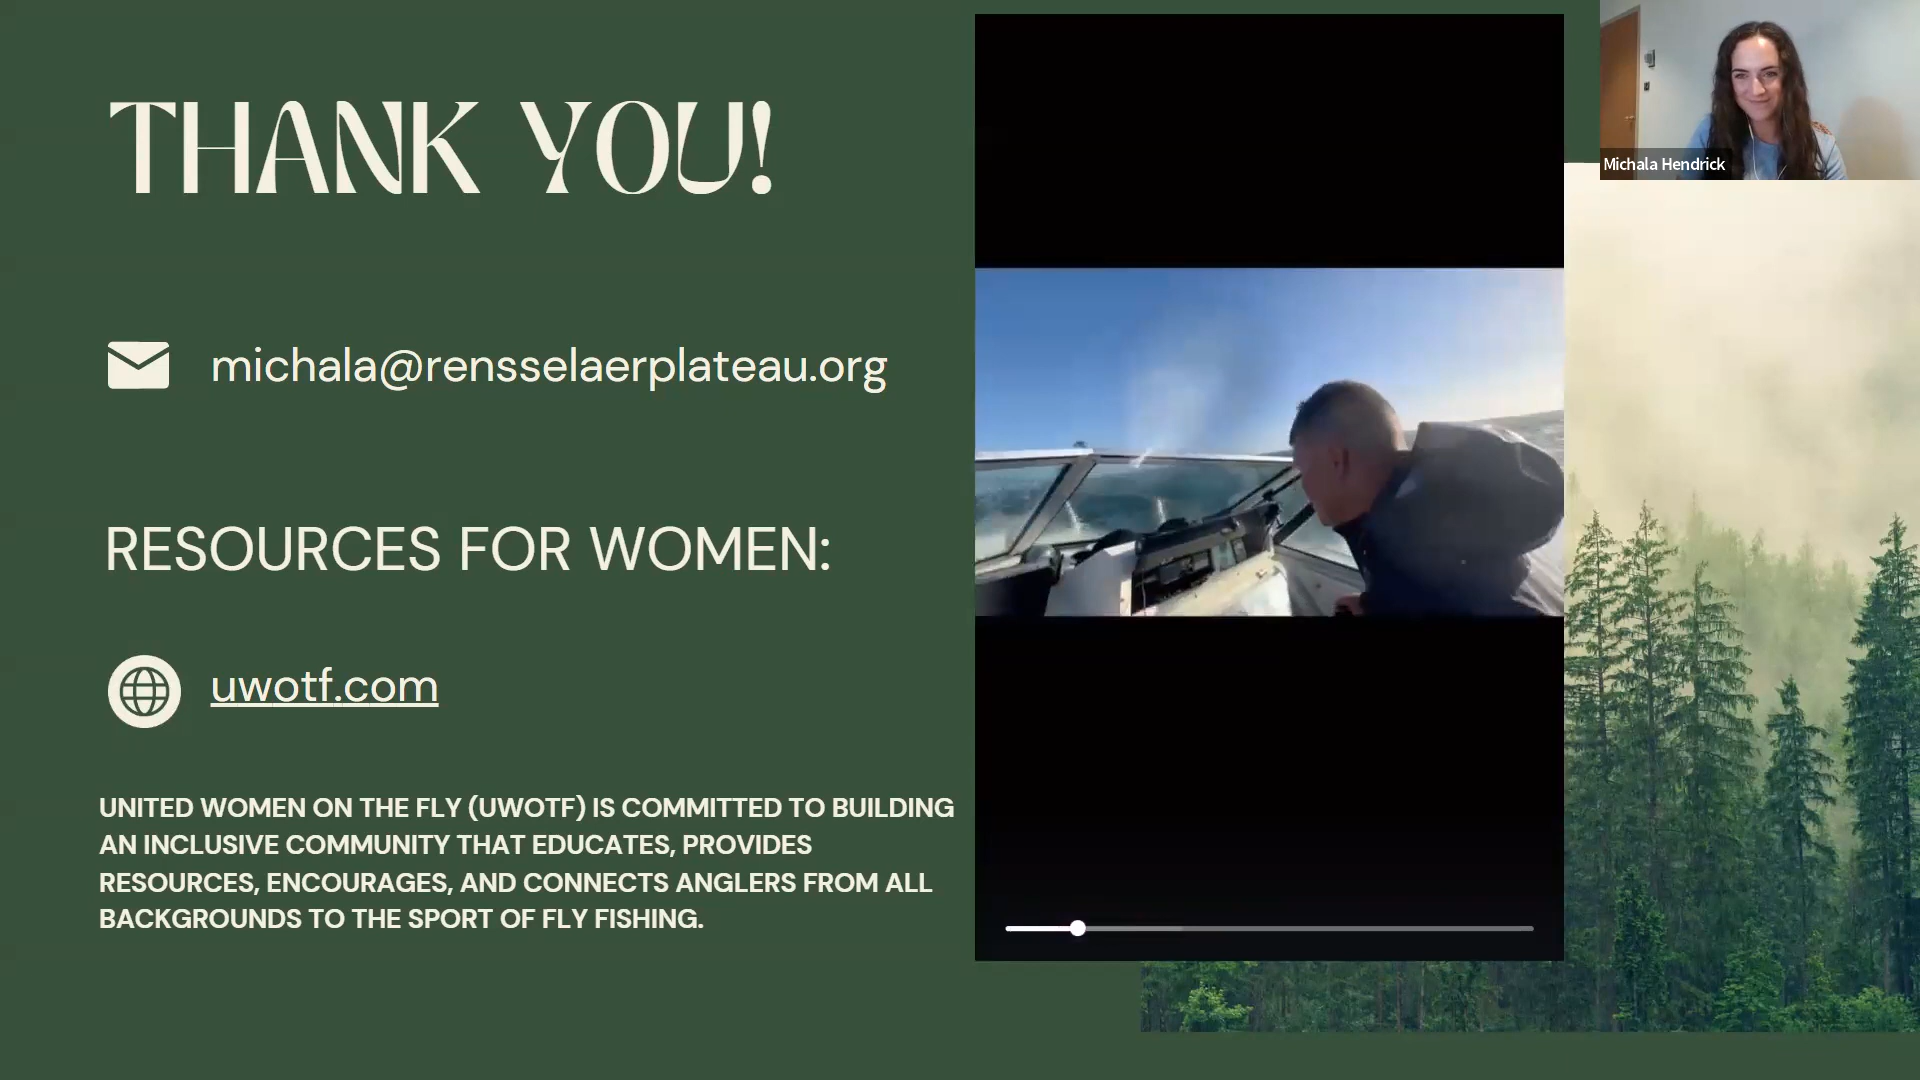 THANK YOU!
michala@rensselaerplateau.org
RESOURCES FOR WOMEN:
uwotf.com
UNITED WOMEN ON THE FLY (UWOTF) IS COMMITTED TO BUILDING
AN INCLUSIVE COMMUNITY THAT EDUCATES, PROVIDES
RESOURCES, ENCOURAGES, AND CONNECTS ANGLERS FROM ALL
BACKGROUNDS TO THE SPORT OF FLY FISHING.
Michala Hendrick